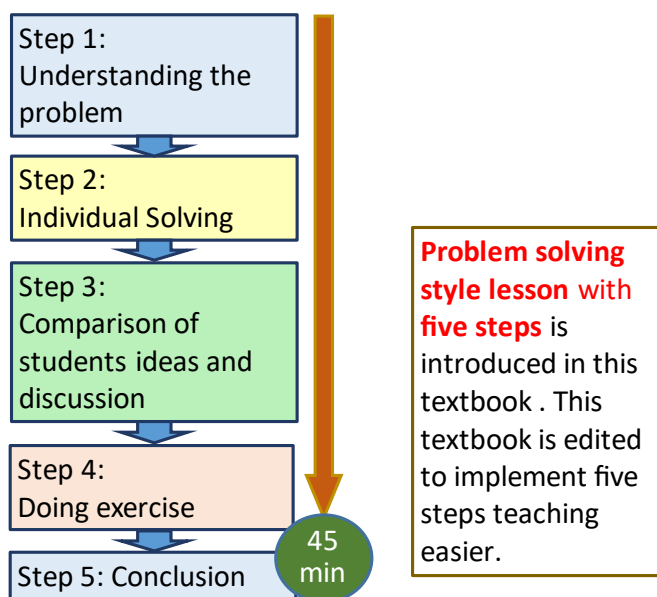 Step 1:
Understanding the
problem
Step 2:
Individual Solving
Step 3:
Comparison of
students ideas and
discussion
Step 4:
Doing exercise
Step 5: Conclusion
45
min
Problem solving
style lesson with
five steps is
introduced in this
textbook . This
textbook is edited
to implement five
steps teaching
easier.